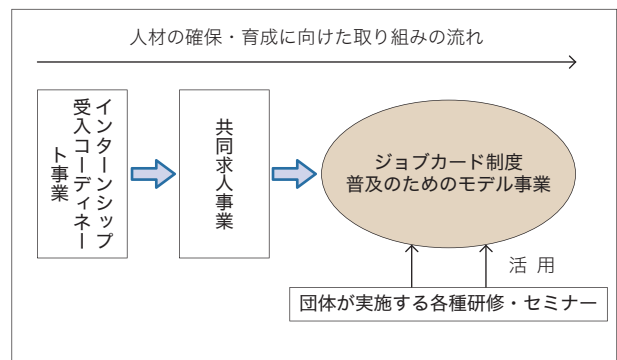 人材の確保・育成に向けた取り組みの流れ
インターンシップ
受入コーディネー
ト事業
共同求人事業
ジョブカード制度
普及のためのモデル事業
活 用
団体が実施する各種研修・セミナー